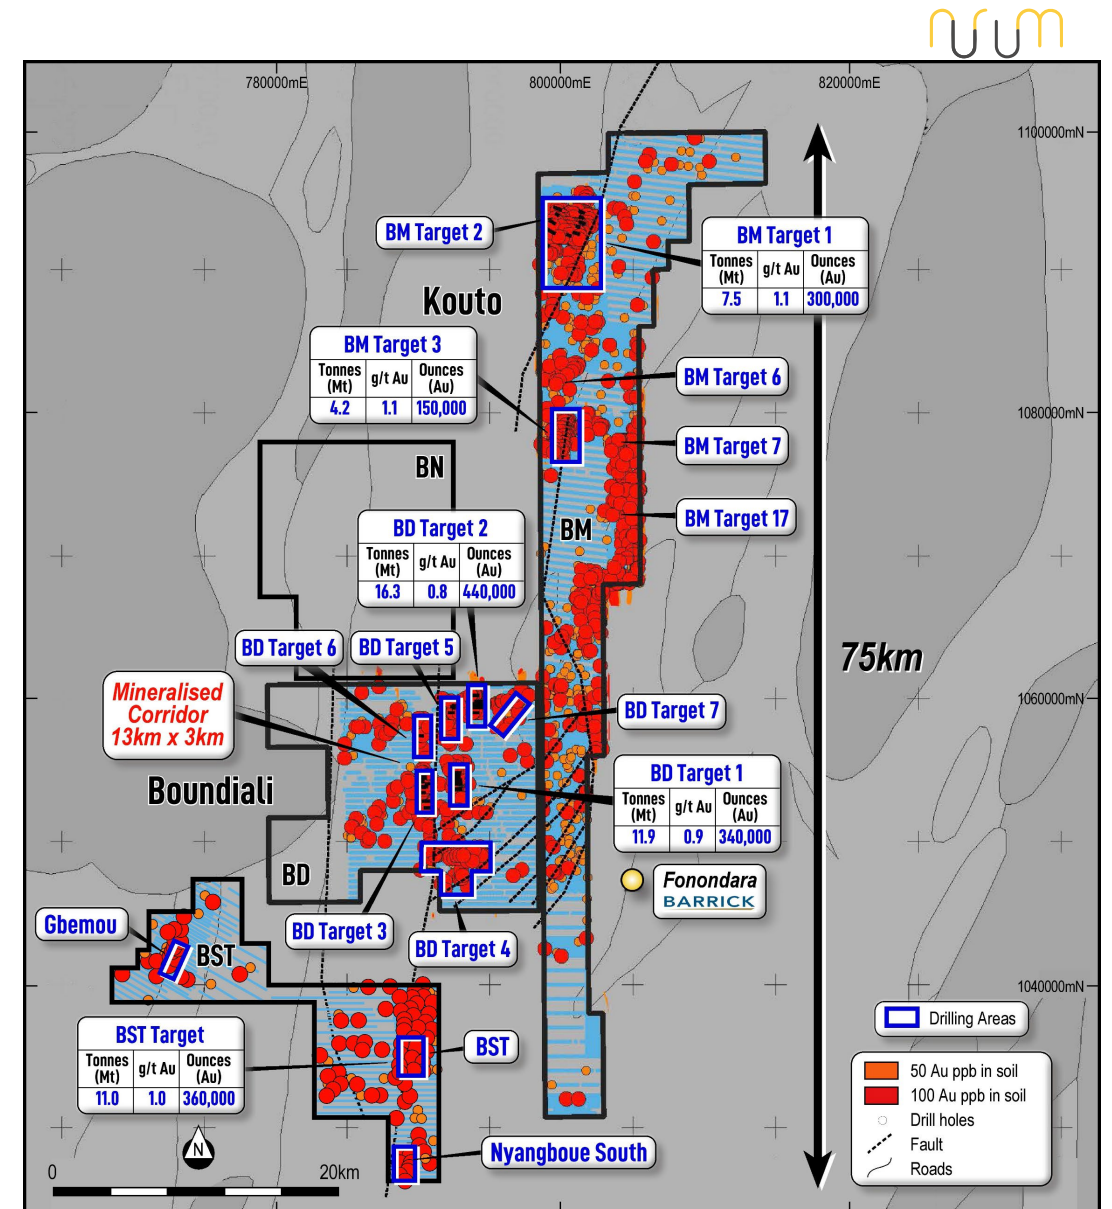 aurum
780000mE
800000mE
820000mE
1100000mN
BM Target 2
BM Target 1
Tonnes (Mt) g/t Au Ounces (Au)
7.5 1.1 300,000
Kouto
BM Target 3
Tonnes (Mt) g/t Au Ounces (Au)
4.2 1.1 150,000
BM Target 6
1080000mN
BM Target 7
BN
BM Target 17
BM
BD Target 2
Tonnes (Mt) g/t Au Ounces (Au)
16.3 0.8 440,000
BD Target 6
BD Target 5
75km
Mineralised
Corridor
13km x 3km
BD Target 7
1060000mN
Boundiali
BD Target 1
Tonnes (Mt) g/t Au Ounces (Au)
11.9 0.9 340,000
BD
Fonondara
BARRICK
Gbemou
BST
BD Target 3
BD Target 4
1040000mN
BST Target
Tonnes (Mt) g/t Au Ounces (Au)
11.0 1.0 360,000
BST
Drilling Areas
50 Au ppb in soil
100 Au ppb in soil
Drill holes
Fault
Roads
Nyangboue South
N
0
20km